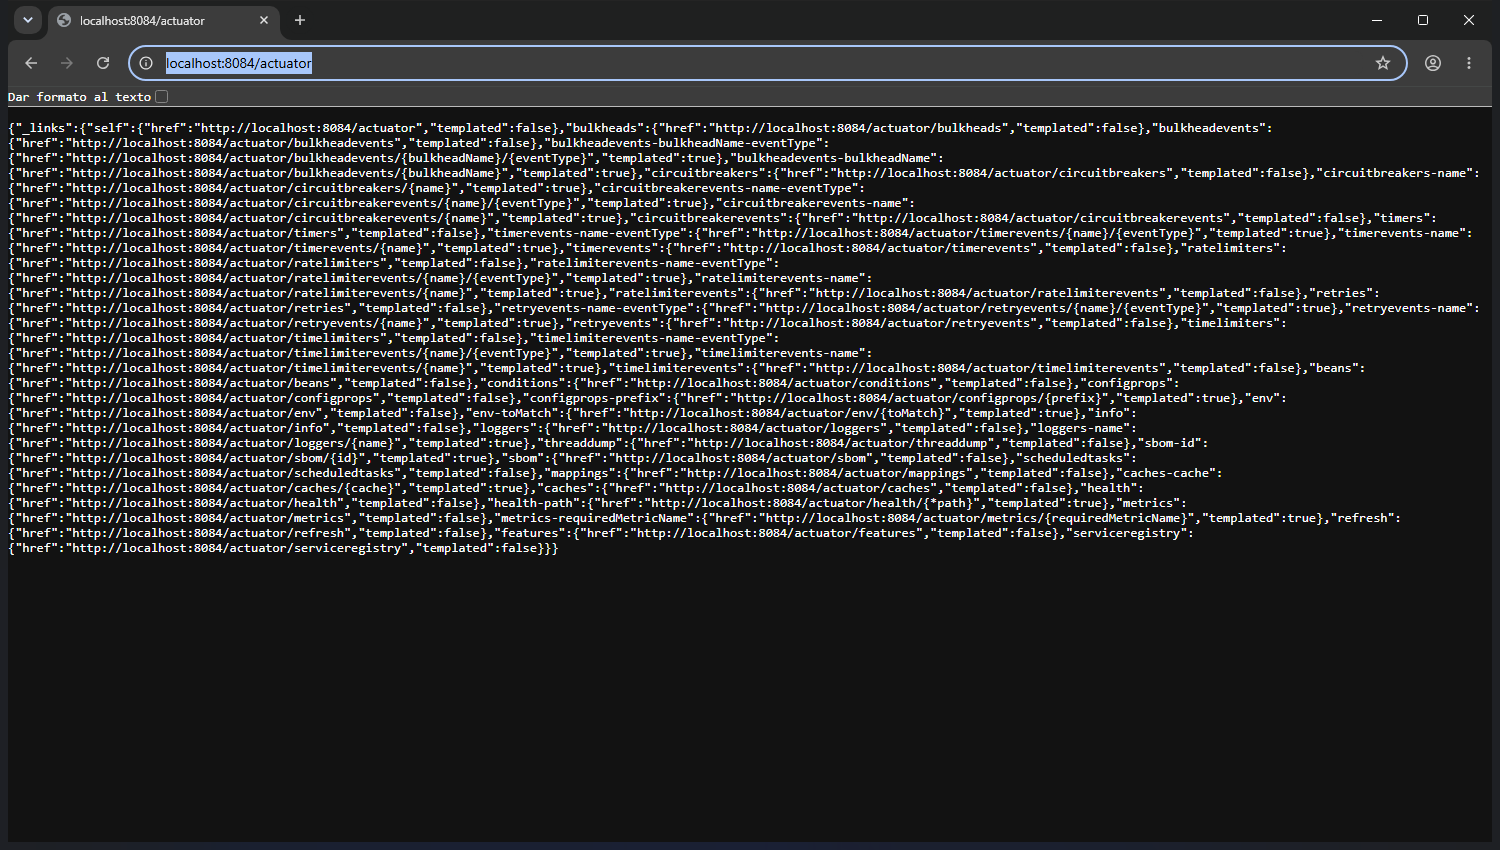 localhost:8084/actuator
localhost:8084/actuator
Dar formato al texto
{"_links":{"self":{"href":"http://localhost:8084/actuator","templated":false},"bulkheads":{"href":"http://localhost:8084/actuator/bulkheads","templated":false},"bulkheadevents":
{"href":"http://localhost:8084/actuator/bulkheadevents","templated":false},"bulkheadevents-bulkheadName-eventType":
{"href":"http://localhost:8084/actuator/bulkheadevents/{bulkheadName}/{eventType}","templated":true},"bulkheadevents-bulkheadName":
{"href":"http://localhost:8084/actuator/bulkheadevents/{bulkheadName}","templated":true},"circuitbreakers":{"href":"http://localhost:8084/actuator/circuitbreakers","templated":false},"circuitbreakers-name":
{"href":"http://localhost:8084/actuator/circuitbreakers/{name}","templated":true},"circuitbreakerevents-name-eventType":
{"href":"http://localhost:8084/actuator/circuitbreakerevents/{name}/{eventType}","templated":true},"circuitbreakerevents-name":
{"href":"http://localhost:8084/actuator/circuitbreakerevents/{name}","templated":true},"circuitbreakerevents":{"href":"http://localhost:8084/actuator/circuitbreakerevents","templated":false},"timers":
{"href":"http://localhost:8084/actuator/timers","templated":false},"timerevents-name-eventType":{"href":"http://localhost:8084/actuator/timerevents/{name}/{eventType}","templated":true},"timerevents-name":
{"href":"http://localhost:8084/actuator/timerevents/{name}","templated":true},"timerevents":{"href":"http://localhost:8084/actuator/timerevents","templated":false},"ratelimiters":
{"href":"http://localhost:8084/actuator/ratelimiters","templated":false},"ratelimiterevents-name-eventType":
{"href":"http://localhost:8084/actuator/ratelimiterevents/{name}/{eventType}","templated":true},"ratelimiterevents-name":
{"href":"http://localhost:8084/actuator/ratelimiterevents/{name}","templated":true},"ratelimiterevents":{"href":"http://localhost:8084/actuator/ratelimiterevents","templated":false},"retries":
{"href":"http://localhost:8084/actuator/retries","templated":false},"retryevents-name-eventType":{"href":"http://localhost:8084/actuator/retryevents/{name}/{eventType}","templated":true},"retryevents-name":
{"href":"http://localhost:8084/actuator/retryevents/{name}","templated":true},"retryevents":{"href":"http://localhost:8084/actuator/retryevents","templated":false},"timelimiters":
{"href":"http://localhost:8084/actuator/timelimiters","templated":false},"timelimiterevents-name-eventType":
{"href":"http://localhost:8084/actuator/timelimiterevents/{name}/{eventType}","templated":true},"timelimiterevents-name":
{"href":"http://localhost:8084/actuator/timelimiterevents/{name}","templated":true},"timelimiterevents":{"href":"http://localhost:8084/actuator/timelimiterevents","templated":false},"beans":
{"href":"http://localhost:8084/actuator/beans","templated":false},"conditions":{"href":"http://localhost:8084/actuator/conditions","templated":false},"configprops":
{"href":"http://localhost:8084/actuator/configprops","templated":false},"configprops-prefix":{"href":"http://localhost:8084/actuator/configprops/{prefix}","templated":true},"env":
{"href":"http://localhost:8084/actuator/env","templated":false},"env-toMatch":{"href":"http://localhost:8084/actuator/env/{toMatch}","templated":true},"info":
{"href":"http://localhost:8084/actuator/info","templated":false},"loggers":{"href":"http://localhost:8084/actuator/loggers","templated":false},"loggers-name":
{"href":"http://localhost:8084/actuator/loggers/{name}","templated":true},"threaddump":{"href":"http://localhost:8084/actuator/threaddump","templated":false},"sbom-id":
{"href":"http://localhost:8084/actuator/sbom/{id}","templated":true},"sbom":{"href":"http://localhost:8084/actuator/sbom","templated":false},"scheduledtasks":
{"href":"http://localhost:8084/actuator/scheduledtasks","templated":false},"mappings":{"href":"http://localhost:8084/actuator/mappings","templated":false},"caches-cache":
{"href":"http://localhost:8084/actuator/caches/{cache}","templated":true},"caches":{"href":"http://localhost:8084/actuator/caches","templated":false},"health":
{"href":"http://localhost:8084/actuator/health","templated":false},"health-path":{"href":"http://localhost:8084/actuator/health/{*path}","templated":true},"metrics":
{"href":"http://localhost:8084/actuator/metrics","templated":false},"metrics-requiredMetricName":{"href":"http://localhost:8084/actuator/metrics/{requiredMetricName}","templated":true},"refresh":
{"href":"http://localhost:8084/actuator/refresh","templated":false},"features":{"href":"http://localhost:8084/actuator/features","templated":false},"serviceregistry":
{"href":"http://localhost:8084/actuator/serviceregistry","templated":false}}}